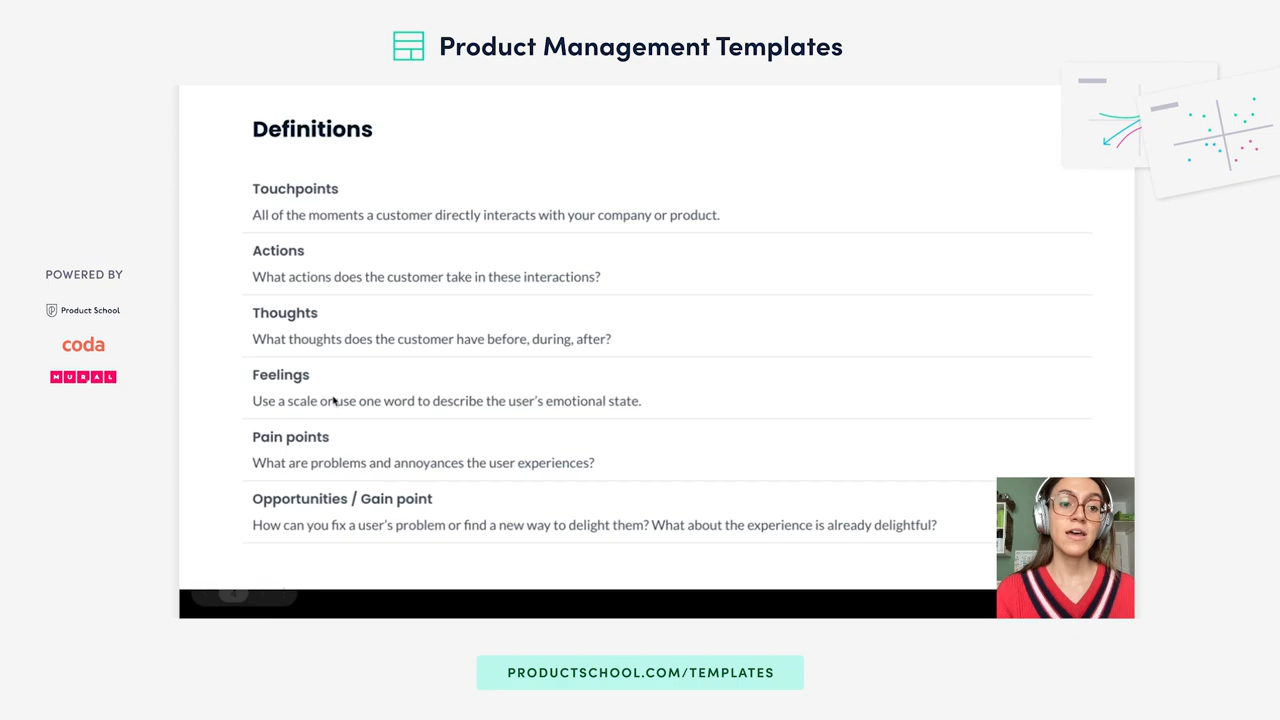 Product Management Templates
Definitions
Touchpoints
All of the moments a customer directly interacts with your company or product.
Actions
What actions does the customer take in these interactions?
Thoughts
What thoughts does the customer have before, during, after?
Feelings
Use a scale or use one word to describe the user's emotional state.
Pain points
What are problems and annoyances the user experiences?
Opportunities / Gain point
How can you fix a user's problem or find a new way to delight them? What about the experience is already delightful?
POWERED BY
Product School
coda
MURAL
PRODUCTSCHOOL.COM/TEMPLATES